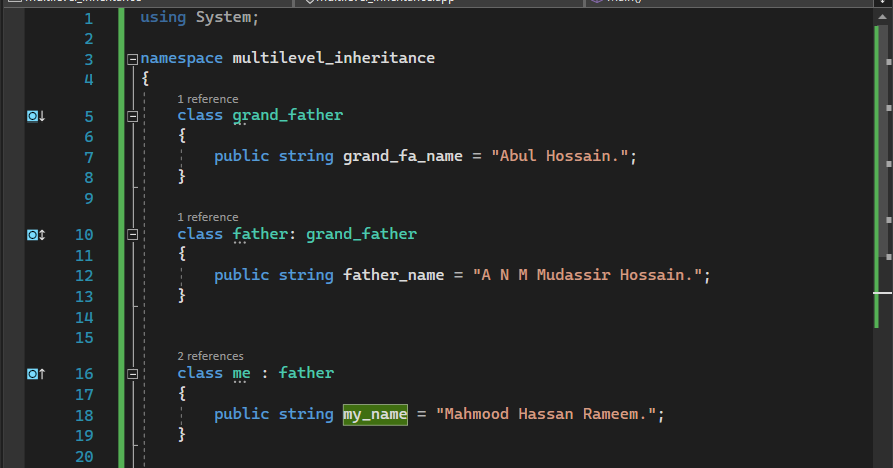 1 using System;
2
3 namespace multilevel_inheritance
4 {
1 reference
5 class grand_father
6 {
7 public string grand_fa_name = "Abul Hossain.";
8 }
9
1 reference
10 class father: grand_father
11 {
12 public string father_name = "A N M Mudassir Hossain.";
13 }
14
15
2 references
16 class me : father
17 {
18 public string my_name = "Mahmood Hassan Rameem.";
19 }
20